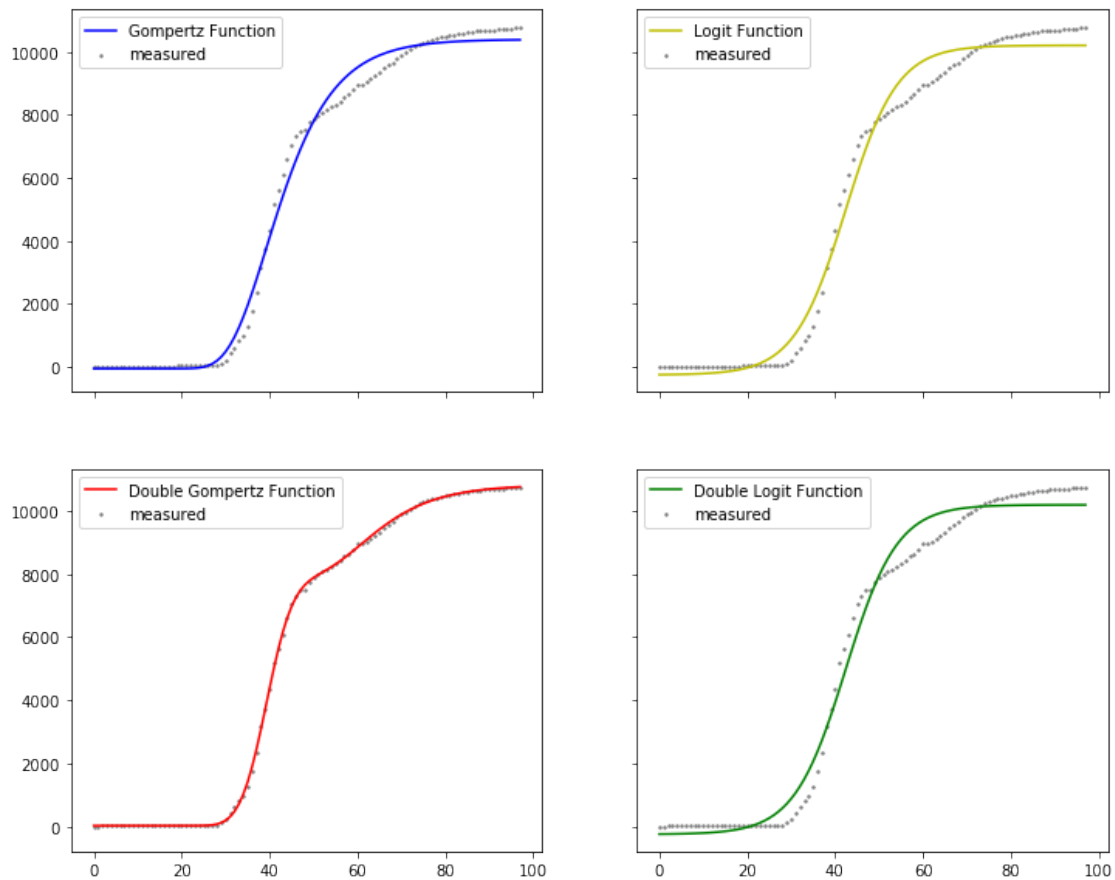 Gompertz Function
measured
Logit Function
measured
10000
8000
6000
4000
2000
0
Double Gompertz Function
measured
Double Logit Function
measured
10000
8000
6000
4000
2000
0
0 20 40 60 80 100
0 20 40 60 80 100